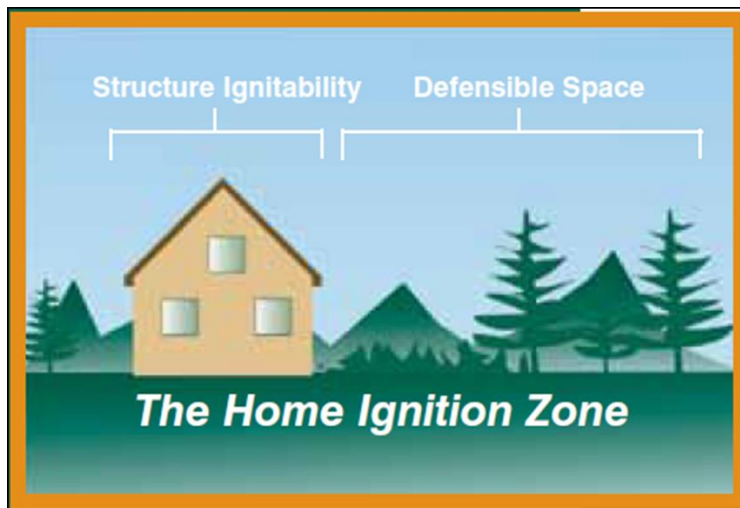 Structure Ignitability
Defensible Space
The Home Ignition Zone